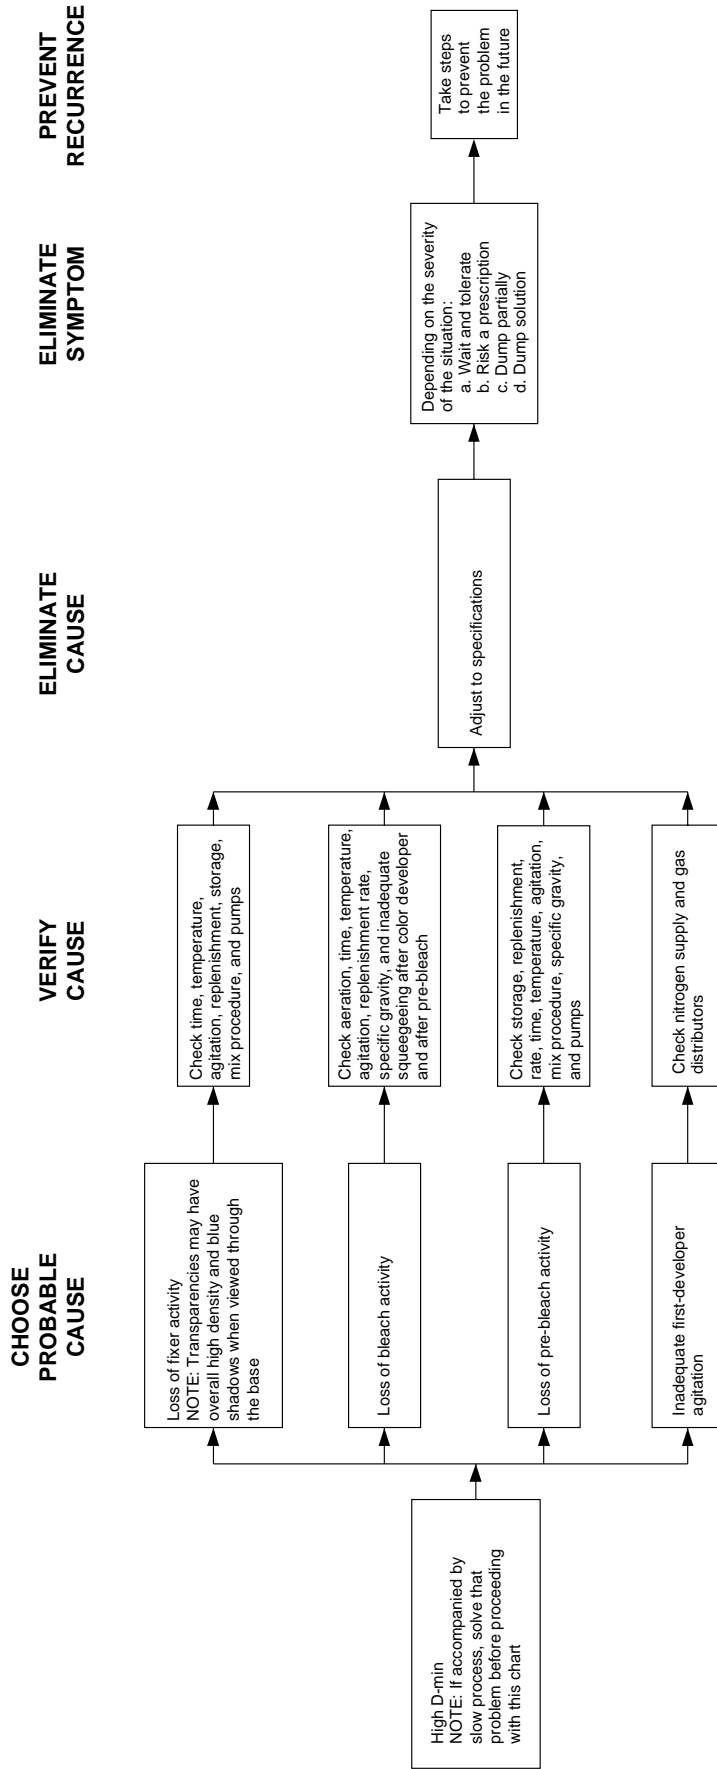 CHOOSE
PROBABLE
CAUSE
VERIFY
CAUSE
ELIMINATE
CAUSE
ELIMINATE
SYMPTOM
PREVENT
RECURRENCE
High D-min
NOTE: If accompanied by
slow process, solve that
problem before proceeding
with this chart
Loss of fixer activity
NOTE: Transparencies may have
overall high density and blue
shadows when viewed through
the base
Check time, temperature,
agitation, replenishment, storage,
mix procedure, and pumps
Loss of bleach activity
Check aeration, time, temperature,
agitation, replenishment rate,
specific gravity, and inadequate
squeegeeing after color developer
and after pre-bleach
Loss of pre-bleach activity
Check storage, replenishment,
rate, time, temperature, agitation,
mix procedure, specific gravity,
and pumps
Inadequate first-developer
agitation
Check nitrogen supply and gas
distributors
Adjust to specifications
Depending on the severity
of the situation:
a. Wait and tolerate
b. Risk a prescription
c. Dump partially
d. Dump solution
Take steps
to prevent
the problem
in the future